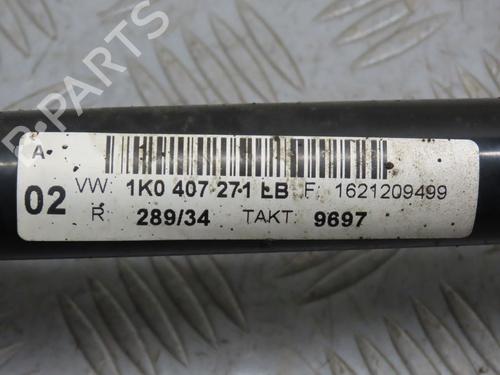 B-PARTS
A
02 VW: 1K0 407 271 LB F: 1621209499
R 289/34 TAKT: 9697